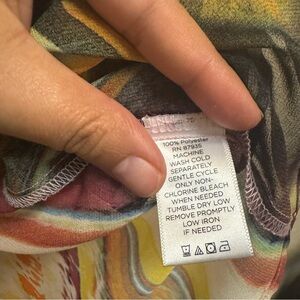 100% Polyester
RN 87935
MACHINE
WASH COLD
SEPARATELY
GENTLE CYCLE
ONLY NON-
CHLORINE BLEACH
WHEN NEEDED
TUMBLE DRY LOW
REMOVE PROMPTLY
LOW IRON
IF NEEDED